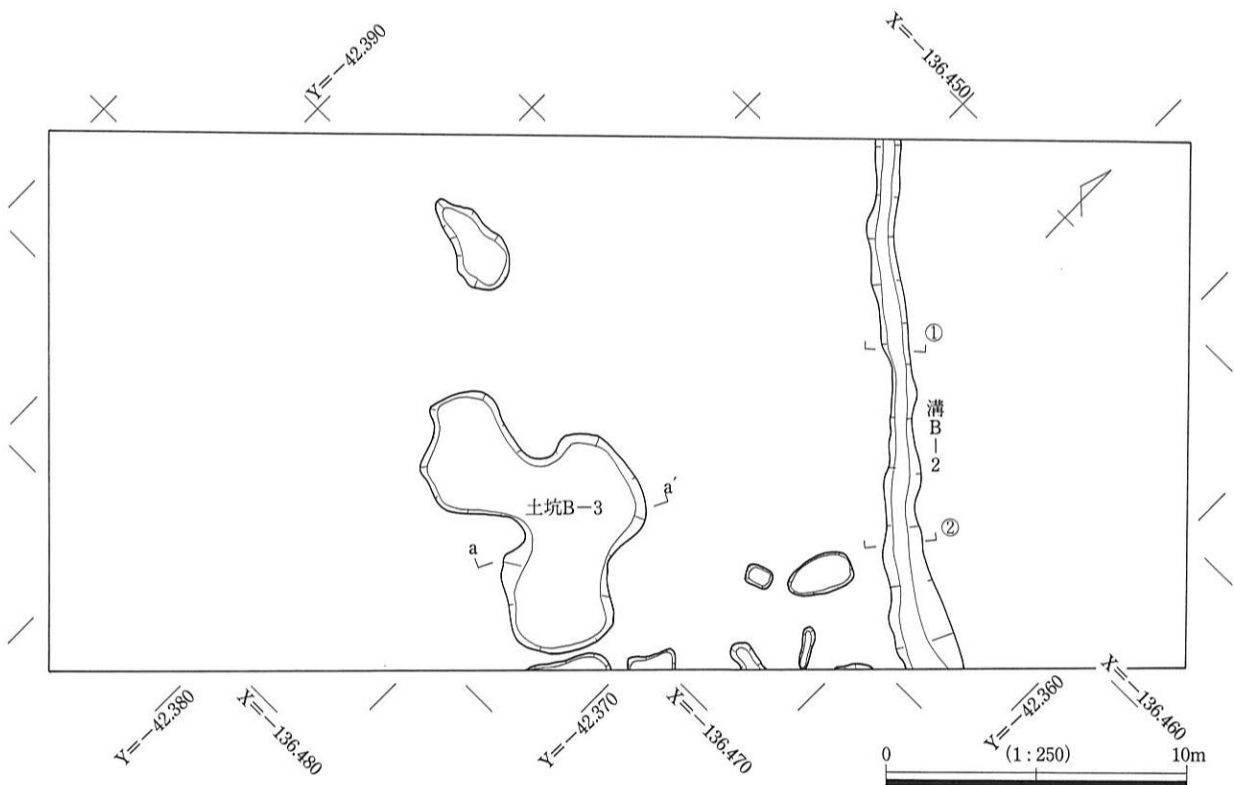 Y=-42.390
X=-136.450
①
溝B-2
土坑B-3
a′
a
②
Y=-42.380
X=-136.480
Y=-42.370
X=-136.470
Y=-42.360
X=-136.460
0 (1:250) 10m